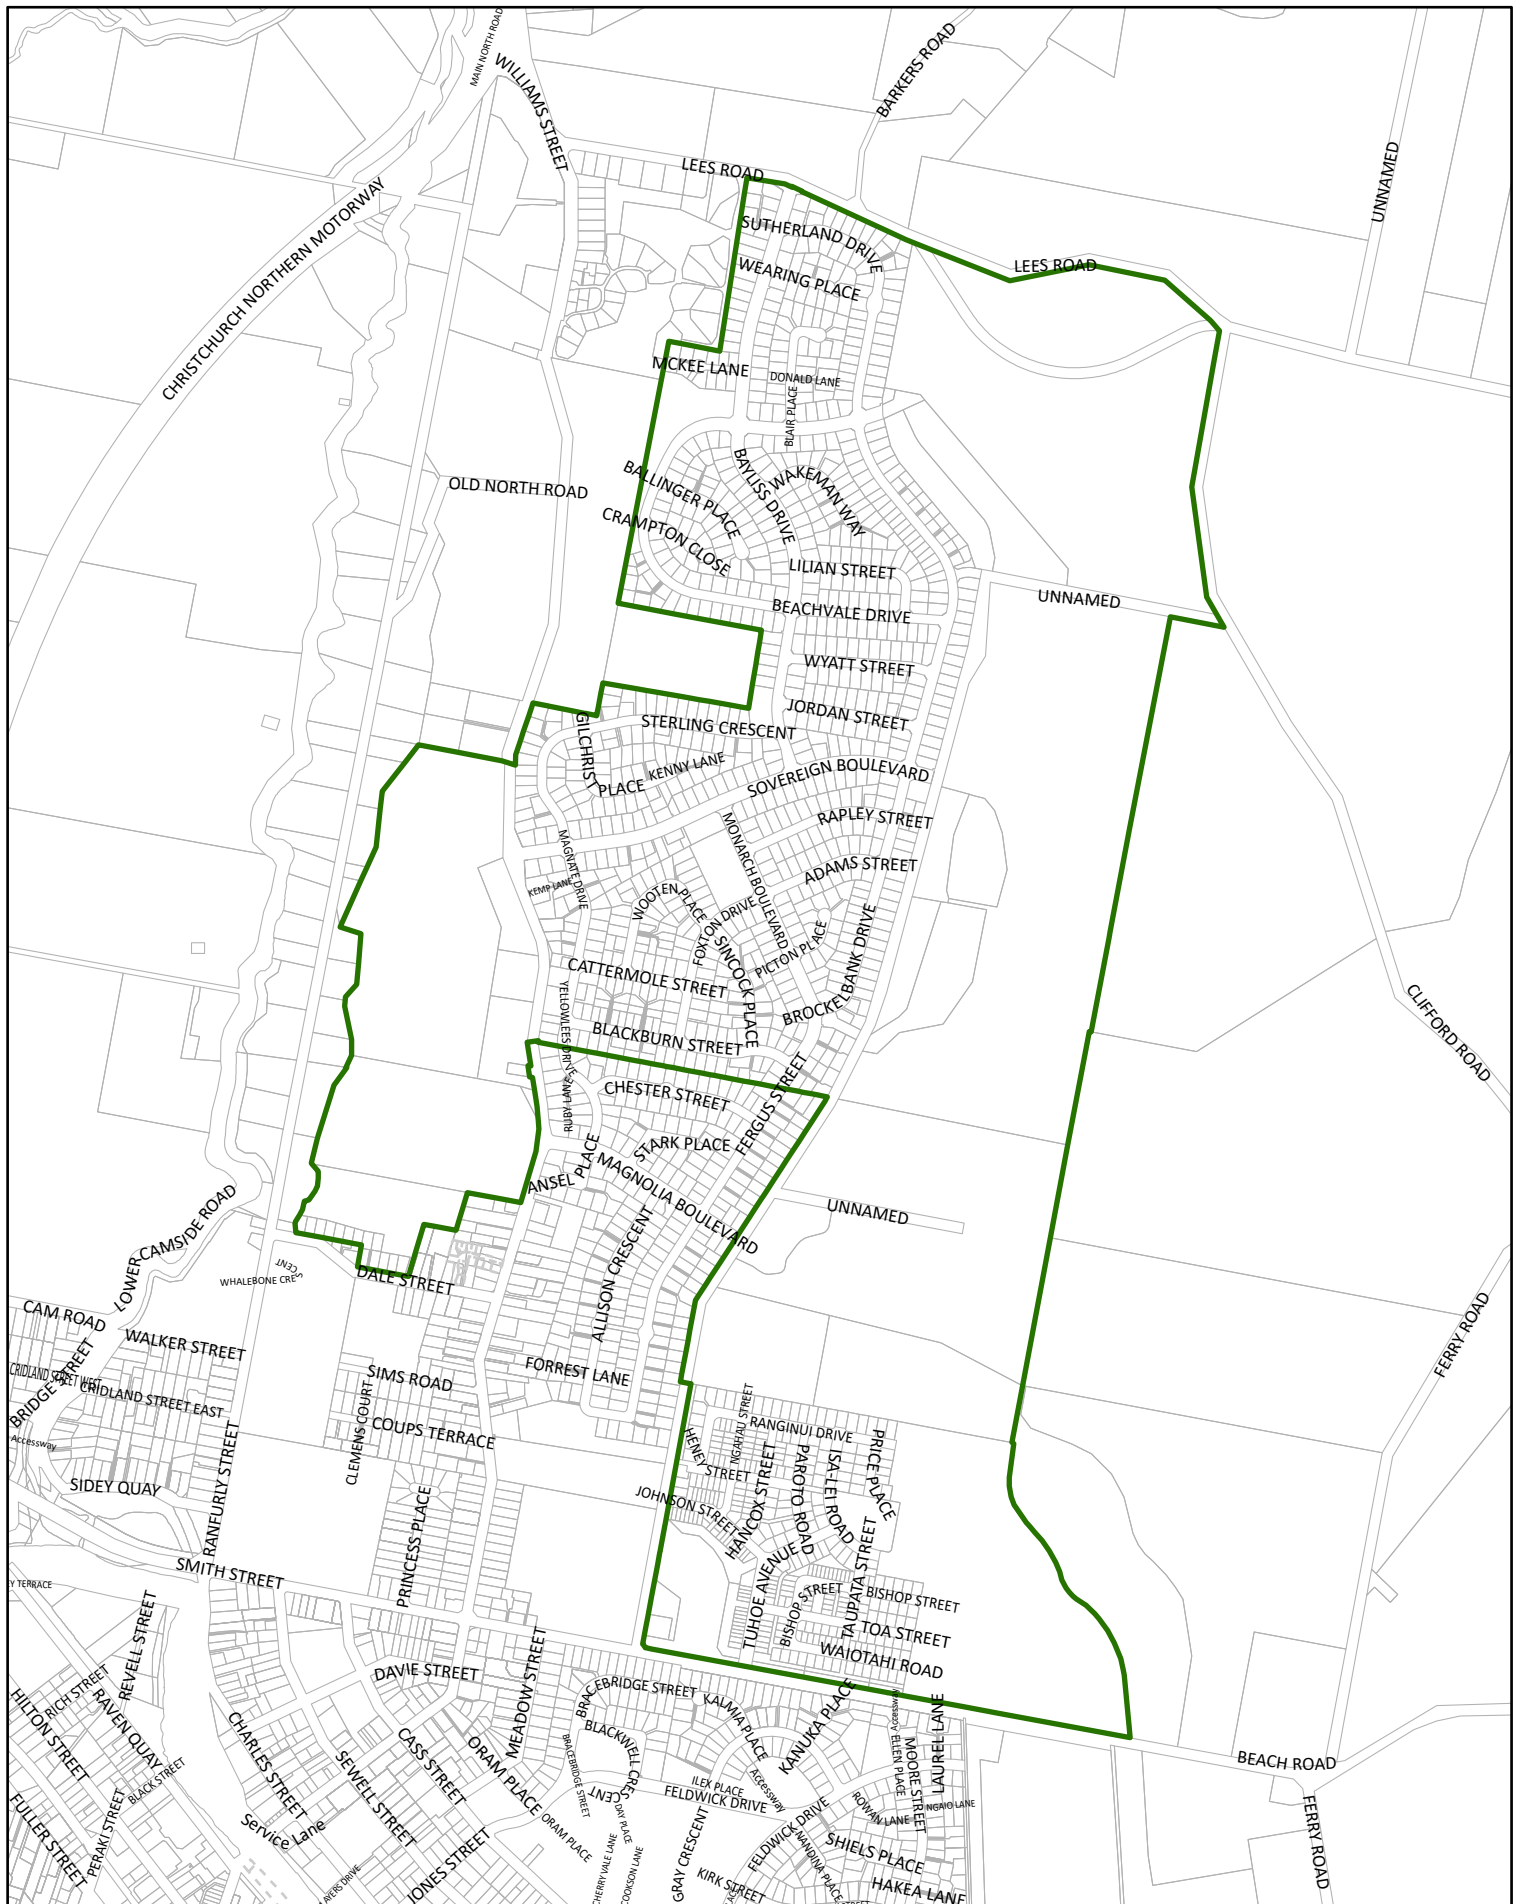 MAIN NORTH ROAD
WILLIAMS STREET
BARKERS ROAD
LEES ROAD
UNNAMED
CHRISTCHURCH NORTHERN MOTORWAY
SUTHERLAND DRIVE
WEARING PLACE
LEES ROAD
MCKEE LANE
DONALD LANE
BLAIR PLACE
OLD NORTH ROAD
BALLINGER PLACE
BAYLISS DRIVE
WAKEMAN WAY
CRAMPTON CLOSE
LILIAN STREET
UNNAMED
BEACHVALE DRIVE
WYATT STREET
JORDAN STREET
STERLING CRESCENT
GILCHRIST
PLACE
KENNY LANE
SOVEREIGN BOULEVARD
RAPLEY STREET
MONARCH BOULEVARD
MAGNATE DRIVE
ADAMS STREET
KEMP LANE
WOOTEN
PLACE
FOXTON DRIVE
SINCOCK PLACE
PICTON PLACE
BROCKELBANK DRIVE
CATTERMOLE STREET
YELLOWLEES DRIVE
BLACKBURN STREET
CLIFFORD ROAD
RUBY LANE
CHESTER STREET
FERGUS STREET
STARK PLACE
ANSEL
PLACE
MAGNOLIA BOULEVARD
UNNAMED
ALLISON CRESCENT
LOWER
CAMSIDE ROAD
WHALEBONE CRE
SCENT
DALE STREET
CAM ROAD
WALKER STREET
BRIDGE STREET
CRIDLAND STREET WEST
CRIDLAND STREET EAST
SIMS ROAD
FORREST LANE
FERRY ROAD
Accessway
CLEMENS COURT
COUPS TERRACE
SIDEY QUAY
RANFURLY STREET
PRINCESS PLACE
HENEY
STREET
NGAHAU STREET
RANGINUI DRIVE
PRICE PLACE
PAROTO ROAD
ISA-LEI ROAD
JOHNSON STREET
HANCOX STREET
SMITH STREET
Y TERRACE
TUHOE AVENUE
BISHOP
STREET
TAUPATA STREET
BISHOP STREET
TOA STREET
WAIOTAHI ROAD
REVELL STREET
RICH STREET
HILTON STREET
RAVEN QUAY
DAVIE STREET
MEADOW STREET
BRACEBRIDGE STREET
KALMIA PLACE
KANUKA PLACE
Accessway
ELLEN PLACE
MOORE STREET
LAUREL LANE
BEACH ROAD
CHARLES STREET
SEWELL STREET
CASS STREET
ORAM PLACE
BLACKWELL CRES
CENT
BRACEBRIDGE STREET
ILEX PLACE
Accessway
FELDWICK DRIVE
BLACK STREET
FULLER STREET
PERAKI STREET
Service Lane
JONES STREET
ORAM PLACE
DAY PLACE
GRAY CRESCENT
FELDWICK DRIVE
ROWAN LANE
NGAIO LANE
SHIELS PLACE
NANDINA PLACE
KIRK STREET
HAKEA LANE
FERRY ROAD
AYERS DRIVE
CHERRYVALE LANE
COOKSON LANE